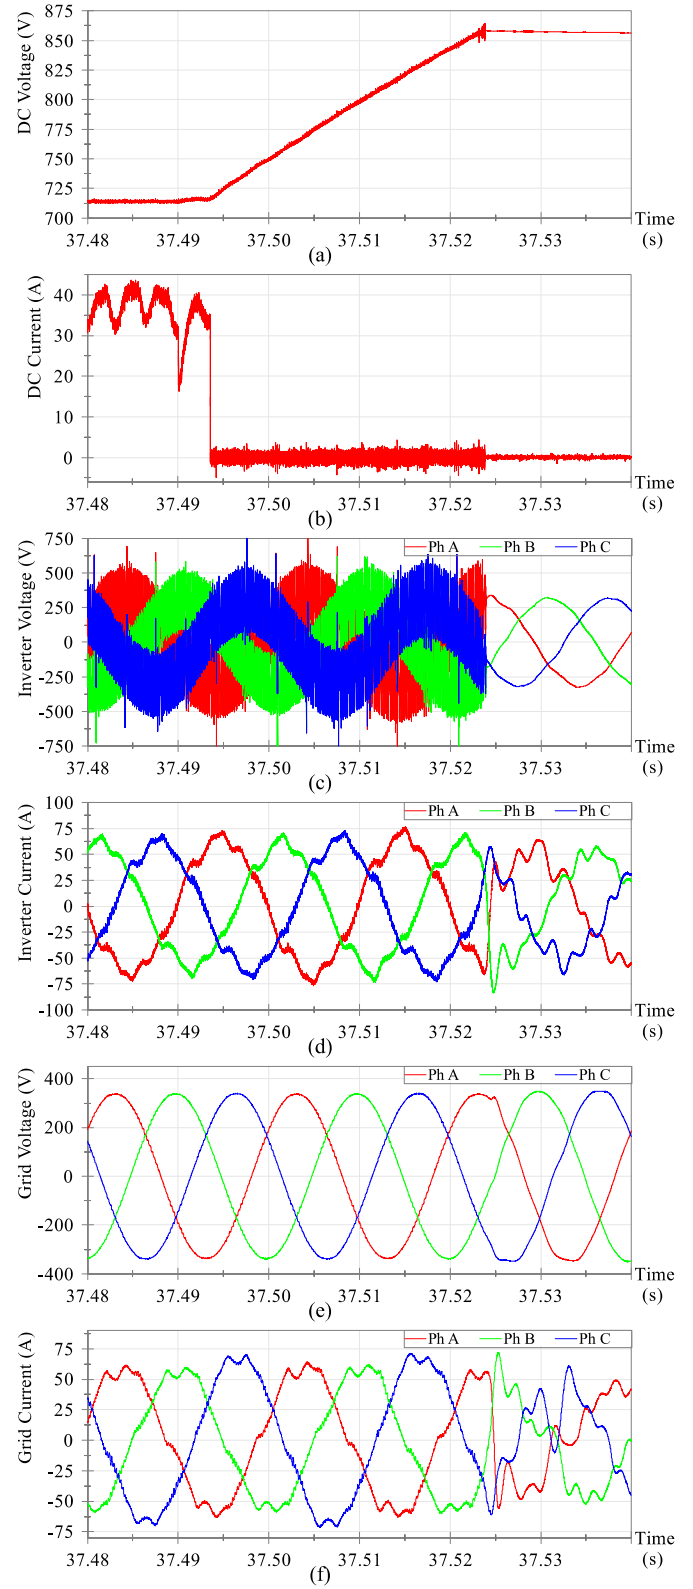 DC Voltage (V)
875
850
825
800
775
750
725
700
37.48 37.49 37.50 37.51 37.52 37.53
Time
(s)
(a)
DC Current (A)
40
30
20
10
0
37.48 37.49 37.50 37.51 37.52 37.53
Time
(s)
(b)
Inverter Voltage (V)
750
500
250
0
-250
-500
-750
Ph A Ph B Ph C
37.48 37.49 37.50 37.51 37.52 37.53
Time
(s)
(c)
Inverter Current (A)
100
75
50
25
0
-25
-50
-75
-100
Ph A Ph B Ph C
37.48 37.49 37.50 37.51 37.52 37.53
Time
(s)
(d)
Grid Voltage (V)
400
200
0
-200
-400
Ph A Ph B Ph C
37.48 37.49 37.50 37.51 37.52 37.53
Time
(s)
(e)
Grid Current (A)
75
50
25
0
-25
-50
-75
Ph A Ph B Ph C
37.48 37.49 37.50 37.51 37.52 37.53
Time
(s)
(f)